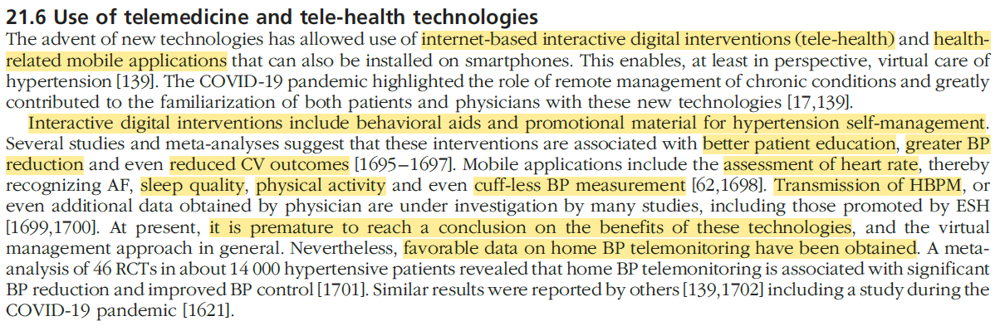 21.6 Use of telemedicine and tele-health technologies
The advent of new technologies has allowed use of internet-based interactive digital interventions (tele-health) and health-
related mobile applications that can also be installed on smartphones. This enables, at least in perspective, virtual care of
hypertension [139]. The COVID-19 pandemic highlighted the role of remote management of chronic conditions and greatly
contributed to the familiarization of both patients and physicians with these new technologies [17,139].
Interactive digital interventions include behavioral aids and promotional material for hypertension self-management.
Several studies and meta-analyses suggest that these interventions are associated with better patient education, greater BP
reduction and even reduced CV outcomes [1695–1697]. Mobile applications include the assessment of heart rate, thereby
recognizing AF, sleep quality, physical activity and even cuff-less BP measurement [62,1698]. Transmission of HBPM, or
even additional data obtained by physician are under investigation by many studies, including those promoted by ESH
[1699,1700]. At present, it is premature to reach a conclusion on the benefits of these technologies, and the virtual
management approach in general. Nevertheless, favorable data on home BP telemonitoring have been obtained. A meta-
analysis of 46 RCTs in about 14 000 hypertensive patients revealed that home BP telemonitoring is associated with significant
BP reduction and improved BP control [1701]. Similar results were reported by others [139,1702] including a study during the
COVID-19 pandemic [1621].